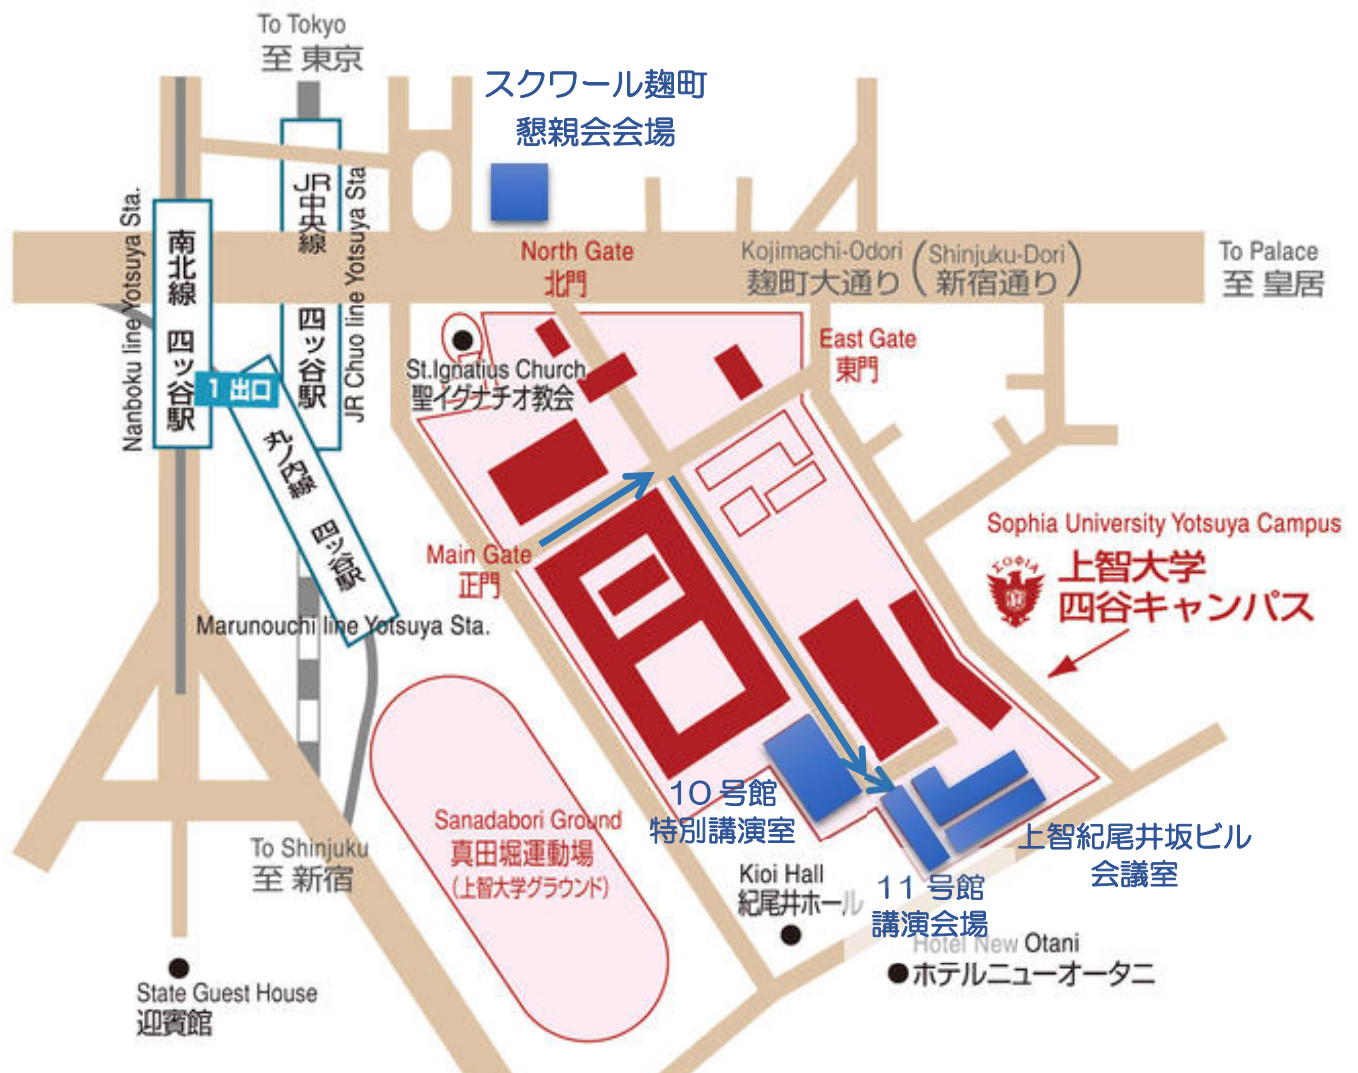 To Tokyo
至 東京
スクワール麹町
懇親会会場
Nanboku line Yotsuya Sta.
南北線 四ッ谷駅
JR中央線 四ッ谷駅
JR Chuo line Yotsuya Sta
North Gate
北門
Kojimachi-Odori (Shinjuku-Dori)
麹町大通り(新宿通り)
To Palace
至 皇居
East Gate
東門
St.Ignatius Church
聖イグナチオ教会
1 出口
丸ノ内線 四ッ谷駅
Main Gate
正門
Marunouchi line Yotsuya Sta.
Sophia University Yotsuya Campus
ΣΟΦΙΑ
上智大学
四谷キャンパス
10号館
特別講演室
Sanadabori Ground
真田堀運動場
(上智大学グラウンド)
To Shinjuku
至 新宿
上智紀尾井坂ビル
会議室
Kioi Hall
紀尾井ホール
11号館
講演会場
Hotel New Otani
ホテルニューオータニ
State Guest House
迎賓館